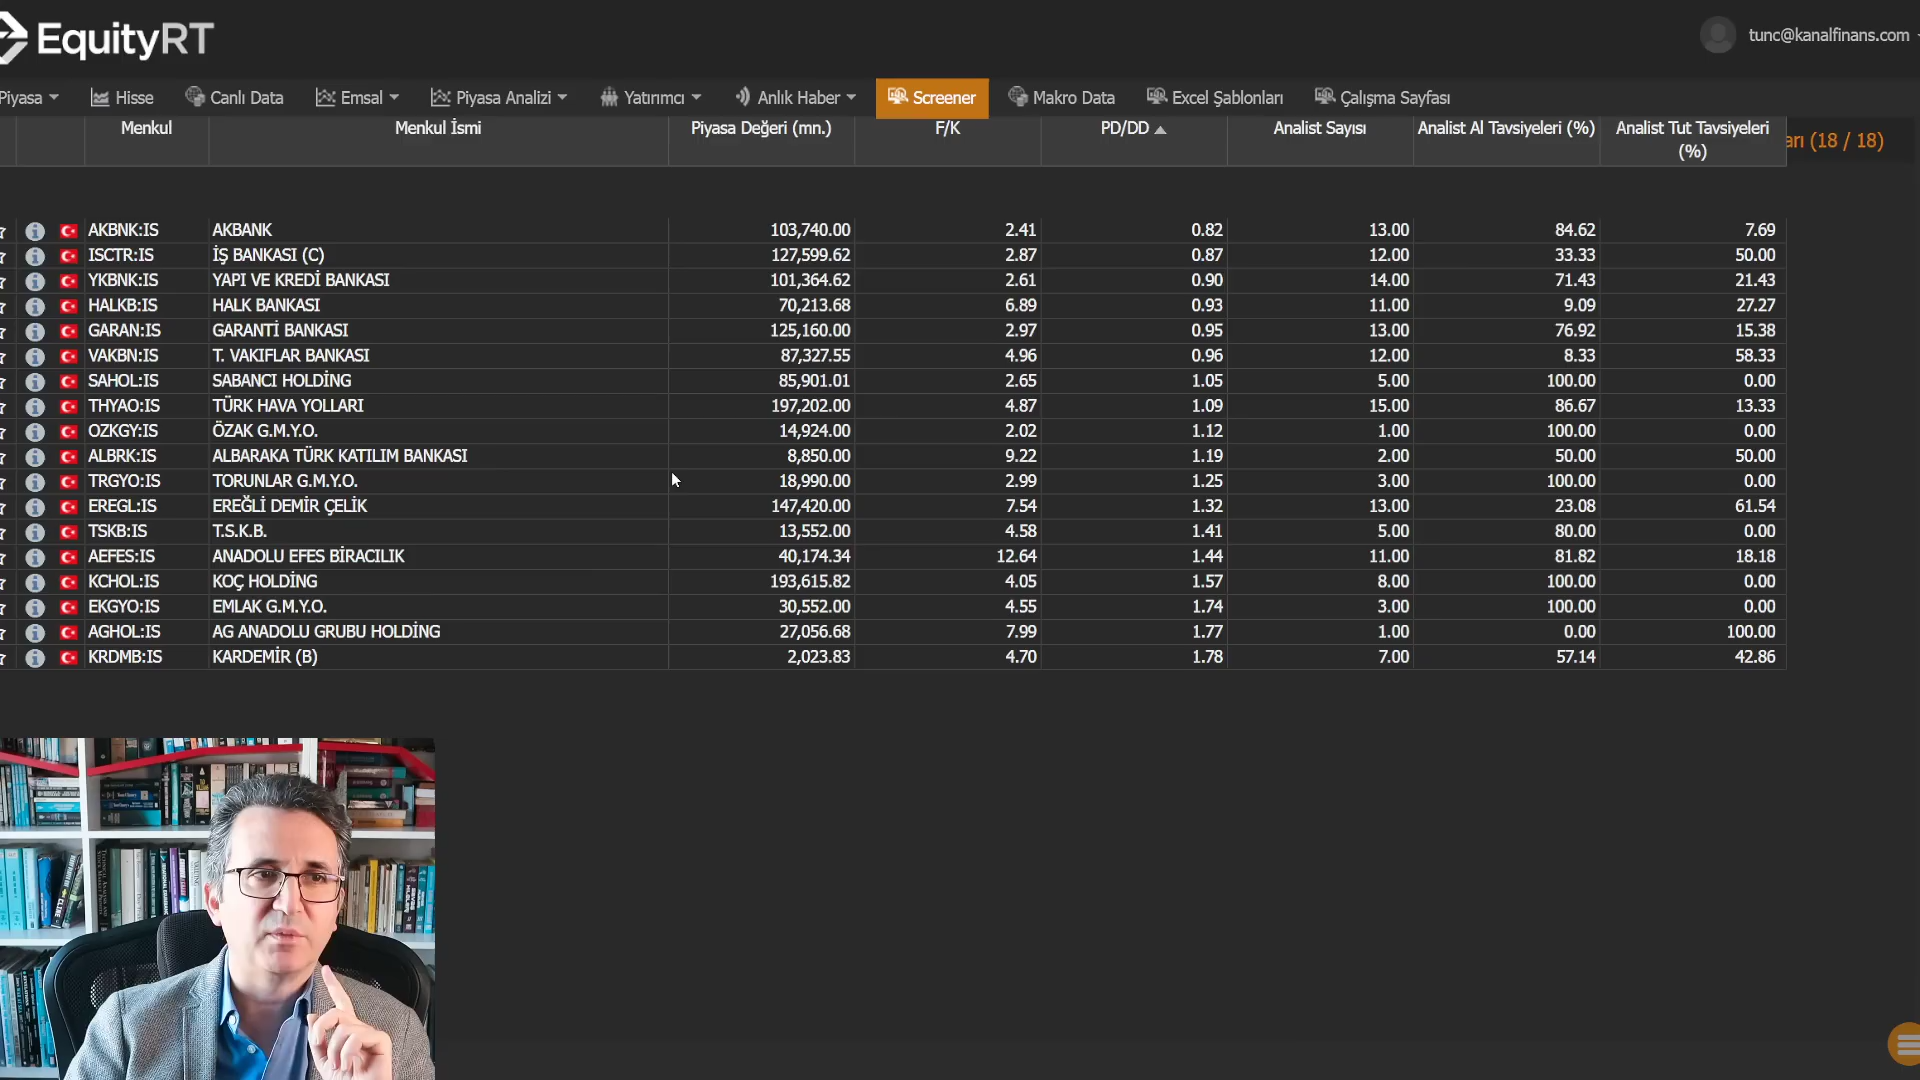 EquityRT
tunc@kanalfinans.com
Piyasa Hisse Canlı Data Emsal Piyasa Analizi Yatırımcı Anlık Haber Screener Makro Data Excel Şablonları Çalışma Sayfası
Menkul Menkul İsmi Piyasa Değeri (mn.) F/K PD/DD Analist Sayısı Analist Al Tavsiyeleri (%) Analist Tut Tavsiyeleri (%)
(18 / 18)
AKBNK:IS AKBANK 103,740.00 2.41 0.82 13.00 84.62 7.69
ISCTR:IS İŞ BANKASI (C) 127,599.62 2.87 0.87 12.00 33.33 50.00
YKBNK:IS YAPI VE KREDİ BANKASI 101,364.62 2.61 0.90 14.00 71.43 21.43
HALKB:IS HALK BANKASI 70,213.68 6.89 0.93 11.00 9.09 27.27
GARAN:IS GARANTİ BANKASI 125,160.00 2.97 0.95 13.00 76.92 15.38
VAKBN:IS T. VAKIFLAR BANKASI 87,327.55 4.96 0.96 12.00 8.33 58.33
SAHOL:IS SABANCI HOLDİNG 85,901.01 2.65 1.05 5.00 100.00 0.00
THYAO:IS TÜRK HAVA YOLLARI 197,202.00 4.87 1.09 15.00 86.67 13.33
OZKGY:IS ÖZAK G.M.Y.O. 14,924.00 2.02 1.12 1.00 100.00 0.00
ALBRK:IS ALBARAKA TÜRK KATILIM BANKASI 8,850.00 9.22 1.19 2.00 50.00 50.00
TRGYO:IS TORUNLAR G.M.Y.O. 18,990.00 2.99 1.25 3.00 100.00 0.00
EREGL:IS EREĞLİ DEMİR ÇELİK 147,420.00 7.54 1.32 13.00 23.08 61.54
TSKB:IS T.S.K.B. 13,552.00 4.58 1.41 5.00 80.00 0.00
AEFES:IS ANADOLU EFES BİRACILIK 40,174.34 12.64 1.44 11.00 81.82 18.18
KCHOL:IS KOÇ HOLDİNG 193,615.82 4.05 1.57 8.00 100.00 0.00
EKGYO:IS EMLAK G.M.Y.O. 30,552.00 4.55 1.74 3.00 100.00 0.00
AGHOL:IS AG ANADOLU GRUBU HOLDİNG 27,056.68 7.99 1.77 1.00 0.00 100.00
KRDMB:IS KARDEMİR (B) 2,023.83 4.70 1.78 7.00 57.14 42.86